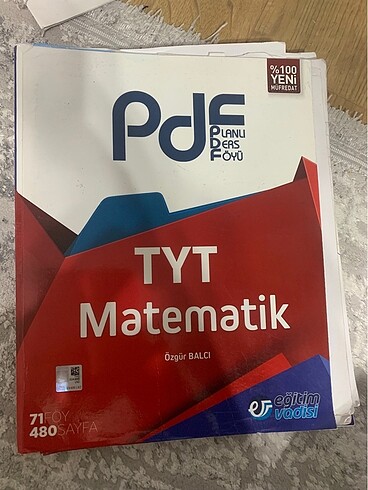 %100
YENİ
MÜFREDAT
PDF
PLANLI
DERS
FÖYÜ
TYT
Matematik
Özgür BALCI
71 FÖY
480 SAYFA
eğitim
vadisi